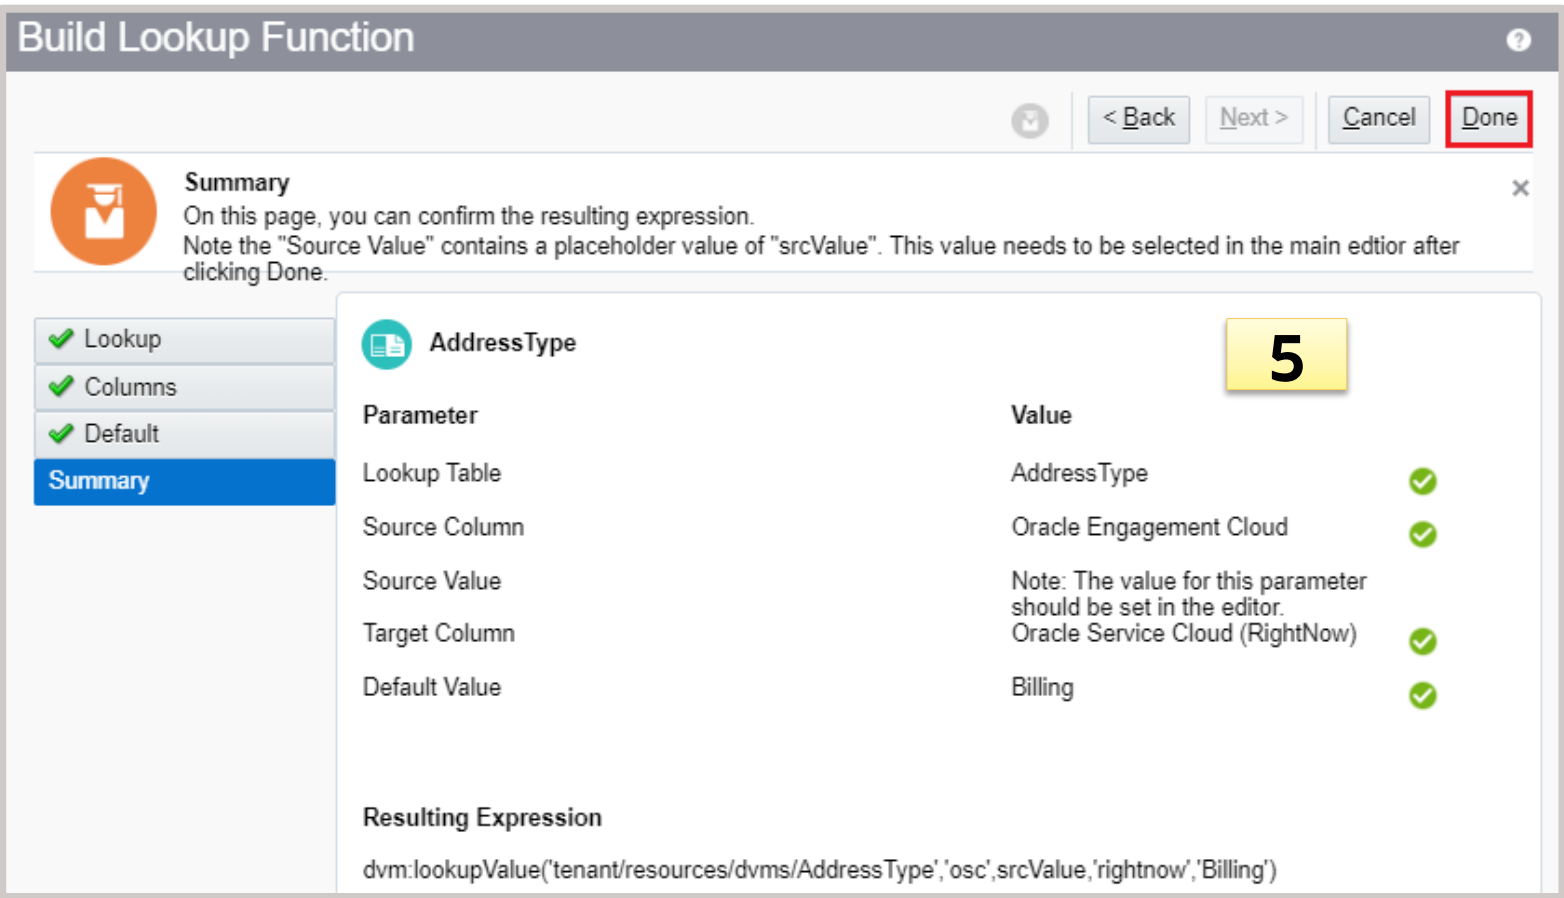 Build Lookup Function
?
< Back
Next >
Cancel
Done
Summary
On this page, you can confirm the resulting expression.
Note the "Source Value" contains a placeholder value of "srcValue". This value needs to be selected in the main edtior after
clicking Done.
Lookup
Columns
Default
Summary
AddressType
5
Parameter Value
Lookup Table AddressType
Source Column Oracle Engagement Cloud
Source Value Note: The value for this parameter
should be set in the editor.
Target Column Oracle Service Cloud (RightNow)
Default Value Billing
Resulting Expression
dvm:lookupValue('tenant/resources/dvms/AddressType','osc',srcValue,'rightnow','Billing')